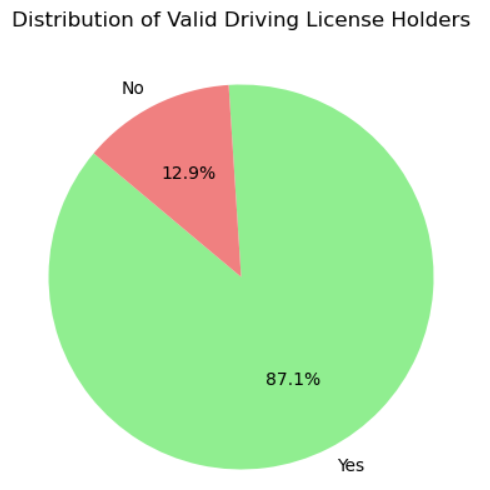 Distribution of Valid Driving License Holders
No
12.9%
87.1%
Yes